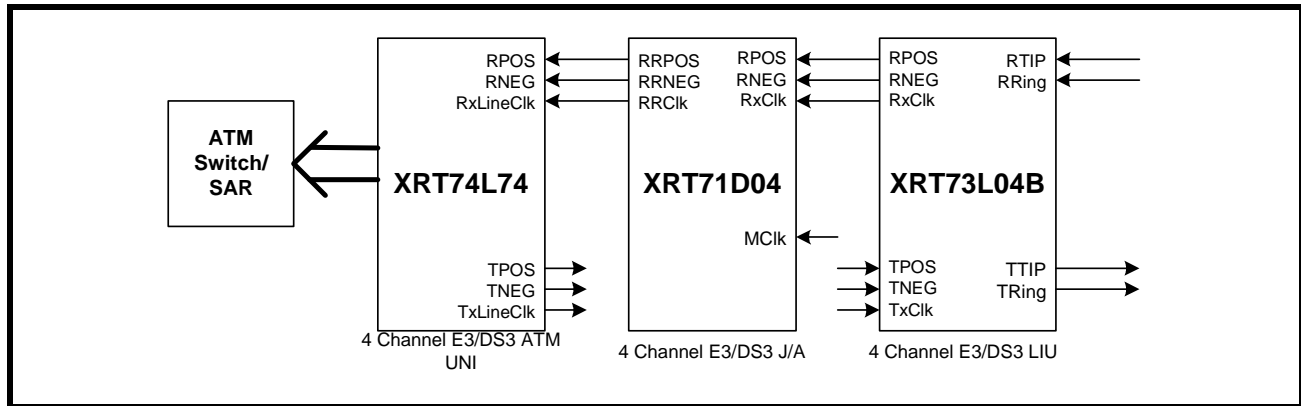 ATM
Switch/
SAR
RPOS
RNEG
RxLineClk
XRT74L74
TPOS
TNEG
TxLineClk
4 Channel E3/DS3 ATM
UNI
RRPOS RPOS
RRNEG RNEG
RRClk RxClk
XRT71D04
MClk
4 Channel E3/DS3 J/A
RPOS RTIP
RNEG RRing
RxClk
XRT73L04B
TPOS TTIP
TNEG TRing
TxClk
4 Channel E3/DS3 LIU